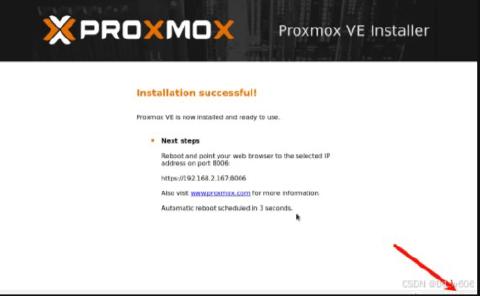 PROXMOX
Proxmox VE Installer
Installation successful!
Proxmox VE is now installed and ready to use.
Next steps
Reboot and point your web browser to the selected IP
address on port 8006:
https://192.168.2.167:8006
Also visit www.proxmox.com for more information.
Automatic reboot scheduled in 3 seconds.
CSDN